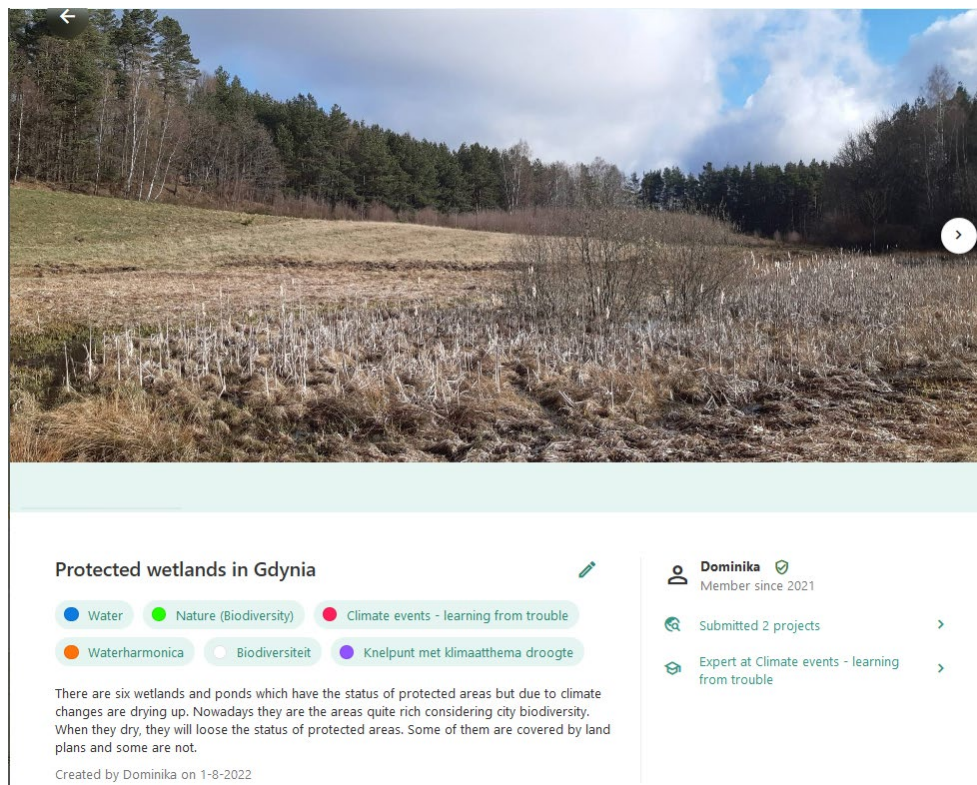 Protected wetlands in Gdynia
Water
Nature (Biodiversity)
Climate events - learning from trouble
Waterharmonica
Biodiversiteit
Knelpunt met klimaatthema droogte
There are six wetlands and ponds which have the status of protected areas but due to climate
changes are drying up. Nowadays they are the areas quite rich considering city biodiversity.
When they dry, they will loose the status of protected areas. Some of them are covered by land
plans and some are not.
Created by Dominika on 1-8-2022
Dominika
Member since 2021
Submitted 2 projects
Expert at Climate events - learning
from trouble